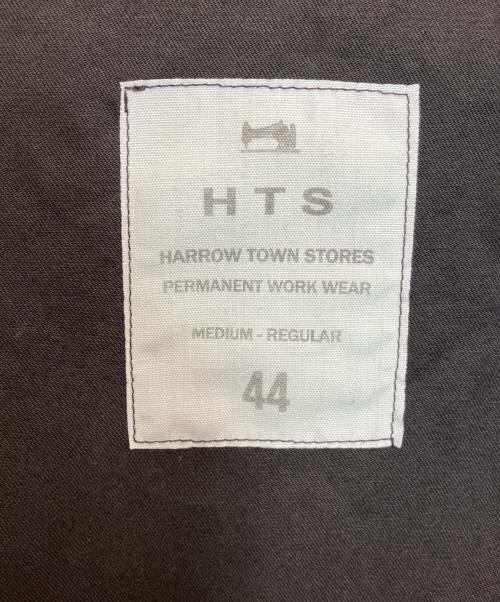 HTS
HARROW TOWN STORES
PERMANENT WORK WEAR
MEDIUM - REGULAR
44